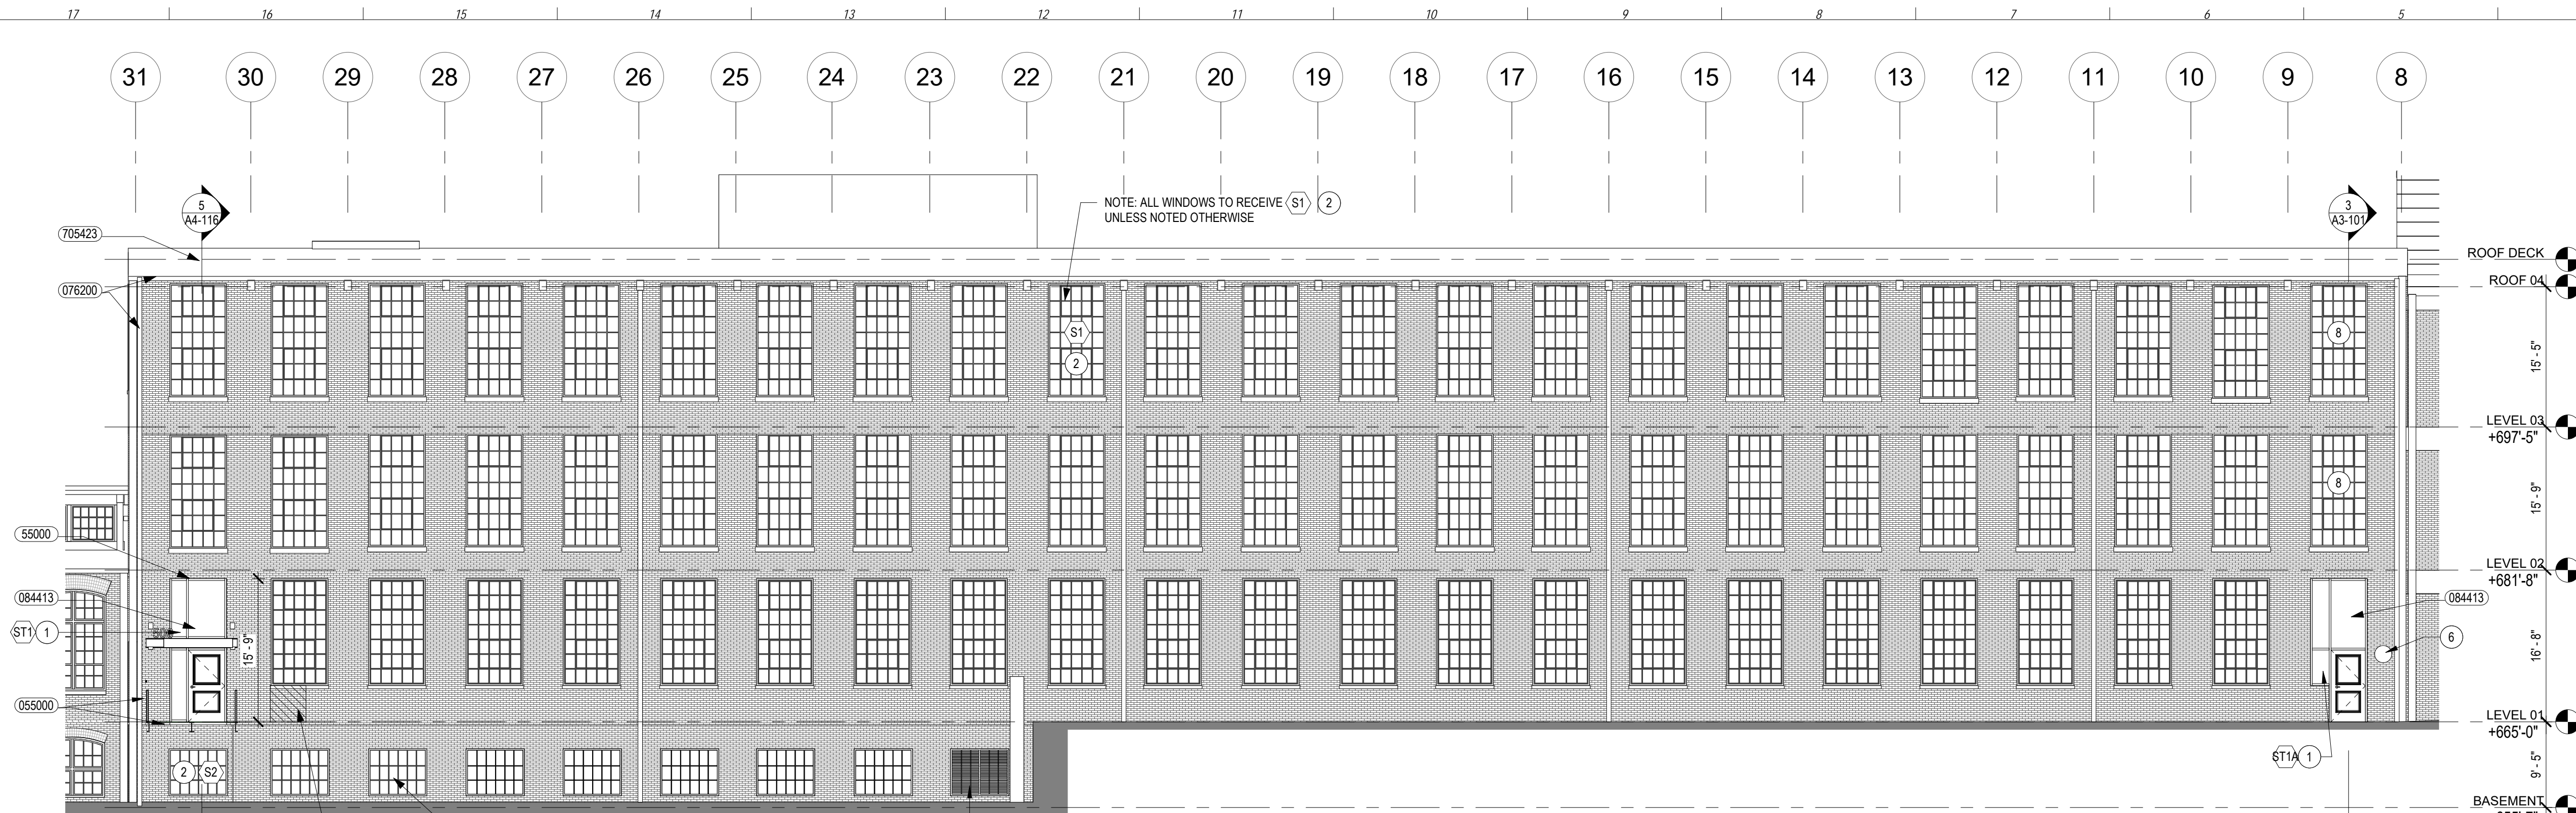 17 16 15 14 13 12 11 10 9 8 7 6 5
31 30 29 28 27 26 25 24 23 22 21 20 19 18 17 16 15 14 13 12 11 10 9 8
5
A4-116
NOTE: ALL WINDOWS TO RECEIVE S1 2
UNLESS NOTED OTHERWISE
3
A3-101
705423
ROOF DECK
076200
ROOF 04
S1
2
8
15' - 5"
LEVEL 03
+697'-5"
8
15' - 9"
55000
LEVEL 02
+681'-8"
084413
084413
ST1 1
15' - 9"
6
16' - 8"
055000
LEVEL 01
+665'-0"
ST1A 1
2 S2
9' - 5"
BASEMENT